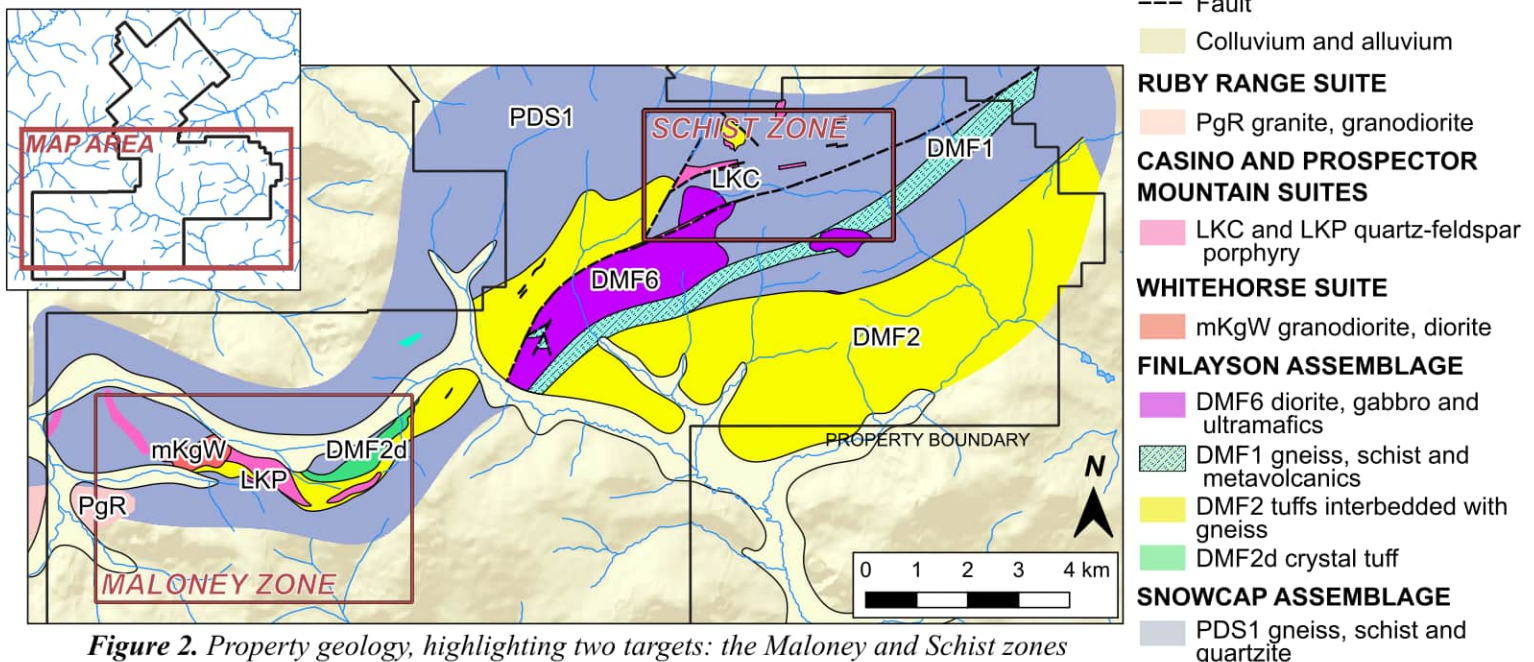 MAP AREA
PDS1
SCHIST ZONE
DMF1
LKC
DMF6
DMF2
PROPERTY BOUNDARY
mKgW
DMF2d
LKP
PgR
MALONEY ZONE
N
0 1 2 3 4 km
Fault
Colluvium and alluvium
RUBY RANGE SUITE
PgR granite, granodiorite
CASINO AND PROSPECTOR
MOUNTAIN SUITES
LKC and LKP quartz-feldspar
porphyry
WHITEHORSE SUITE
mKgW granodiorite, diorite
FINLAYSON ASSEMBLAGE
DMF6 diorite, gabbro and
ultramafics
DMF1 gneiss, schist and
metavolcanics
DMF2 tuffs interbedded with
gneiss
DMF2d crystal tuff
SNOWCAP ASSEMBLAGE
PDS1 gneiss, schist and
quartzite
Figure 2. Property geology, highlighting two targets: the Maloney and Schist zones